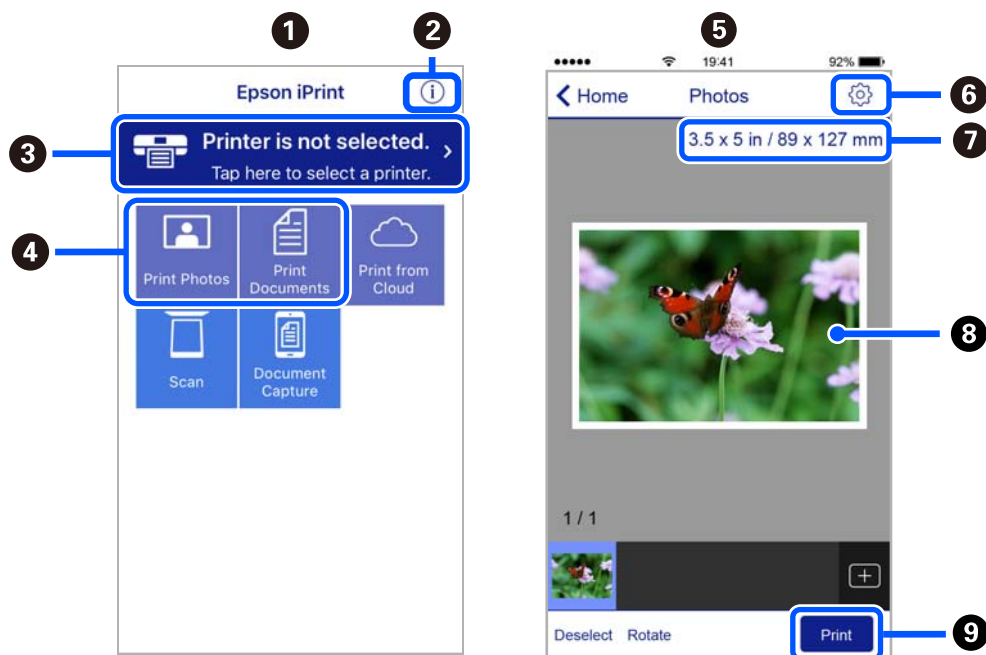 1
2
Epson iPrint
i
3
Printer is not selected.
Tap here to select a printer.
4
Print Photos
Print
Documents
Print from
Cloud
Scan
Document
Capture
5
19:41
92%
Home
Photos
6
3.5 x 5 in / 89 x 127 mm
7
8
1 / 1
Deselect Rotate
Print
9